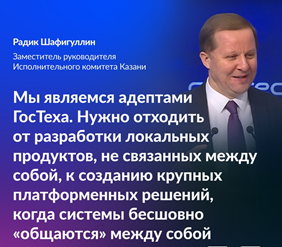 Радик Шафигуллин
Заместитель руководителя
Исполнительного комитета Казани
Мы являемся адептами
ГосТеха. Нужно отходить
от разработки локальных
продуктов, не связанных между
собой, к созданию крупных
платформенных решений,
когда системы бесшовно
«общаются» между собой